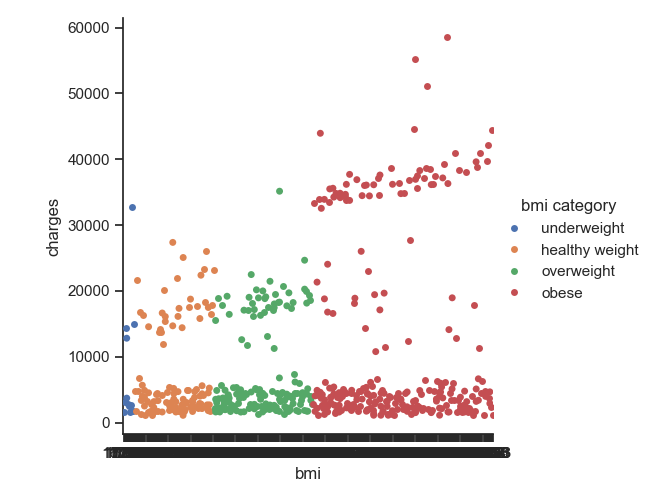 60000
50000
40000
30000
20000
10000
0
charges
bmi
bmi category
underweight
healthy weight
overweight
obese